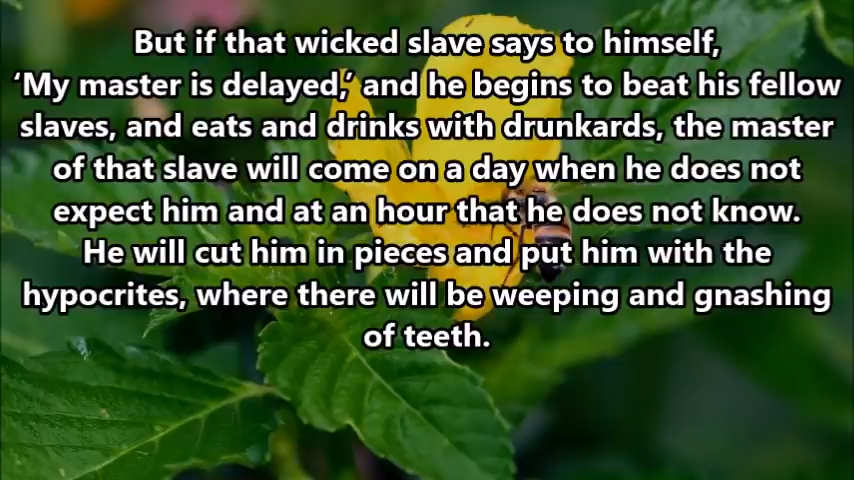 But if that wicked slave says to himself,
‘My master is delayed,’ and he begins to beat his fellow
slaves, and eats and drinks with drunkards, the master
of that slave will come on a day when he does not
expect him and at an hour that he does not know.
He will cut him in pieces and put him with the
hypocrites, where there will be weeping and gnashing
of teeth.